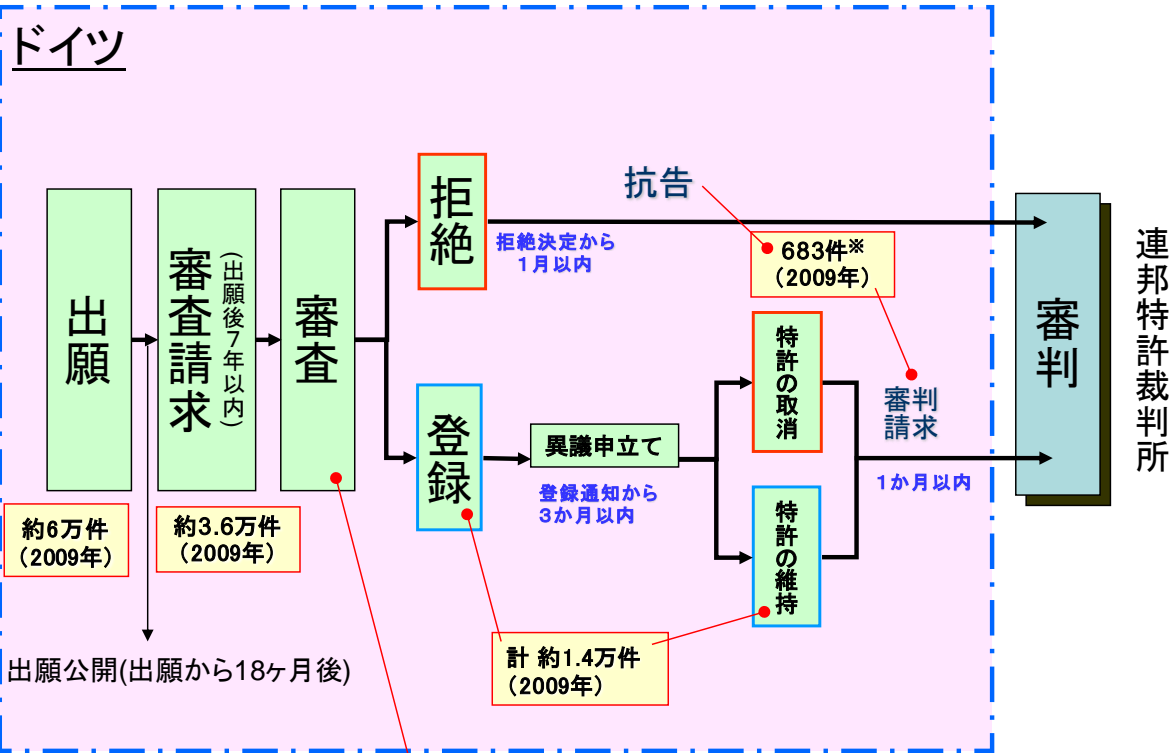 ドイツ
出願
審査請求
(出願後7年以内)
審査
拒絶
抗告
拒絶決定から
1月以内
683件※
(2009年)
登録
異議申立て
登録通知から
3か月以内
特許の取消
特許の維持
審判
請求
1か月以内
審判
連邦特許裁判所
約6万件
(2009年)
約3.6万件
(2009年)
計 約1.4万件
(2009年)
出願公開(出願から18ヶ月後)